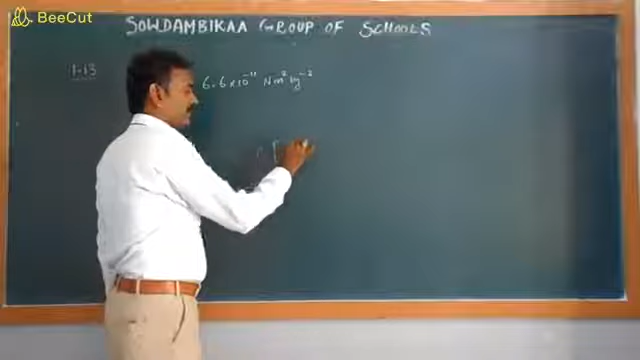 BeeCut
SOWDAMBIKAA GROUP OF SCHOOLS
1.13
6.6 × 10⁻¹¹ Nm² kg⁻²